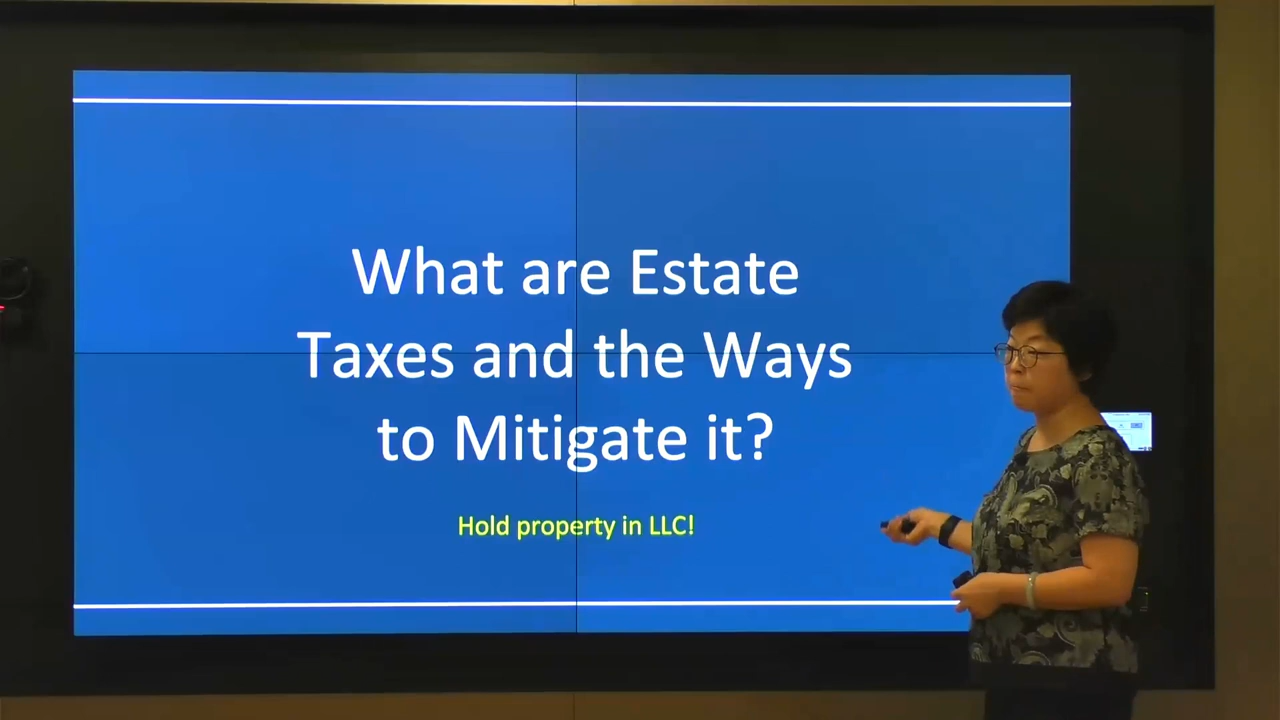 What are Estate
Taxes and the Ways
to Mitigate it?
Hold property in LLC!